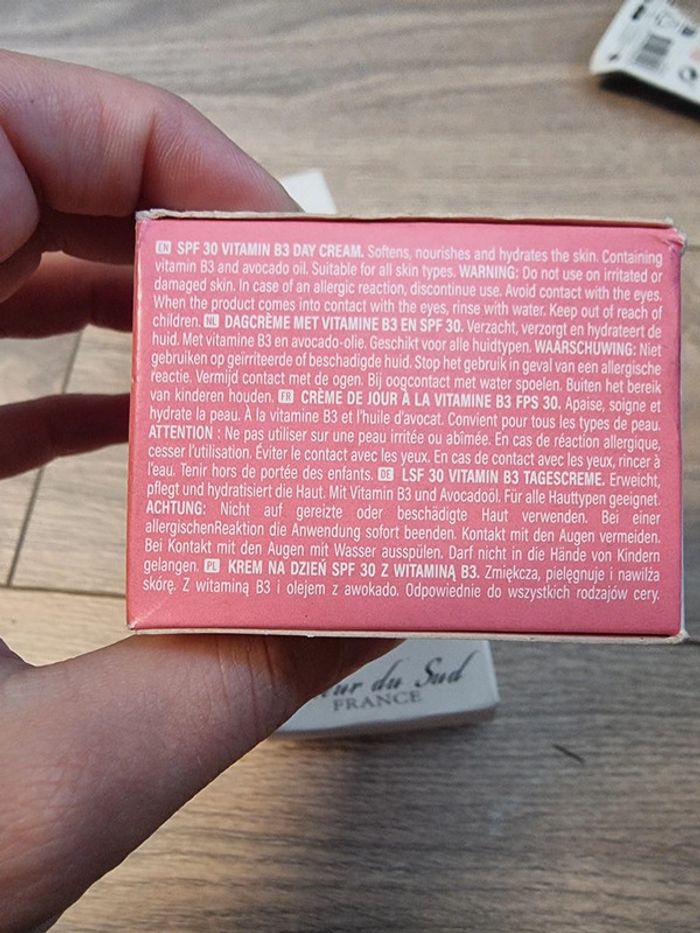 EN SPF 30 VITAMIN B3 DAY CREAM. Softens, nourishes and hydrates the skin. Containing
vitamin B3 and avocado oil. Suitable for all skin types. WARNING: Do not use on irritated or
damaged skin. In case of an allergic reaction, discontinue use. Avoid contact with the eyes.
When the product comes into contact with the eyes, rinse with water. Keep out of reach of
children. NL DAGCRÈME MET VITAMINE B3 EN SPF 30. Verzacht, verzorgt en hydrateert de
huid. Met vitamine B3 en avocado-olie. Geschikt voor alle huidtypen. WAARSCHUWING: Niet
gebruiken op geïrriteerde of beschadigde huid. Stop het gebruik in geval van een allergische
reactie. Vermijd contact met de ogen. Bij oogcontact met water spoelen. Buiten het bereik
van kinderen houden. FR CRÈME DE JOUR À LA VITAMINE B3 FPS 30. Apaise, soigne et
hydrate la peau. À la vitamine B3 et l'huile d'avocat. Convient pour tous les types de peau.
ATTENTION : Ne pas utiliser sur une peau irritée ou abîmée. En cas de réaction allergique,
cesser l'utilisation. Éviter le contact avec les yeux. En cas de contact avec les yeux, rincer à
l'eau. Tenir hors de portée des enfants. DE LSF 30 VITAMIN B3 TAGESCREME. Erweicht,
pflegt und hydratisiert die Haut. Mit Vitamin B3 und Avocadoöl. Für alle Hauttypen geeignet.
ACHTUNG: Nicht auf gereizte oder beschädigte Haut verwenden. Bei einer
allergischenReaktion die Anwendung sofort beenden. Kontakt mit den Augen vermeiden.
Bei Kontakt mit den Augen mit Wasser ausspülen. Darf nicht in die Hände von Kindern
gelangen. PL KREM NA DZIEŃ SPF 30 Z WITAMINĄ B3. Zmiękcza, pielęgnuje i nawilża
skórę. Z witaminą B3 i olejem z awokado. Odpowiednie do wszystkich rodzajów cery.
du Sud
FRANCE